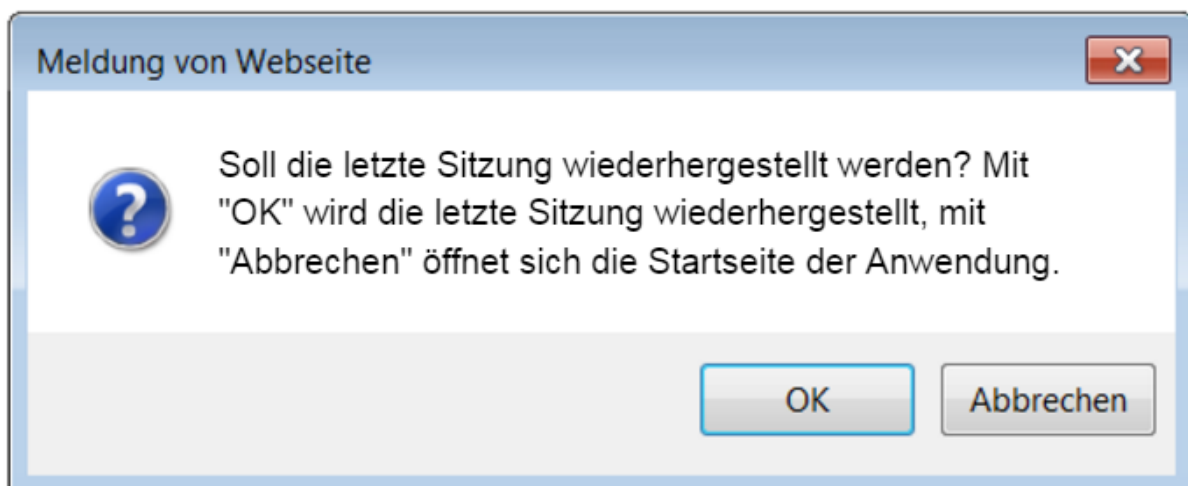 Meldung von Webseite
Soll die letzte Sitzung wiederhergestellt werden? Mit
"OK" wird die letzte Sitzung wiederhergestellt, mit
"Abbrechen" öffnet sich die Startseite der Anwendung.
OK
Abbrechen